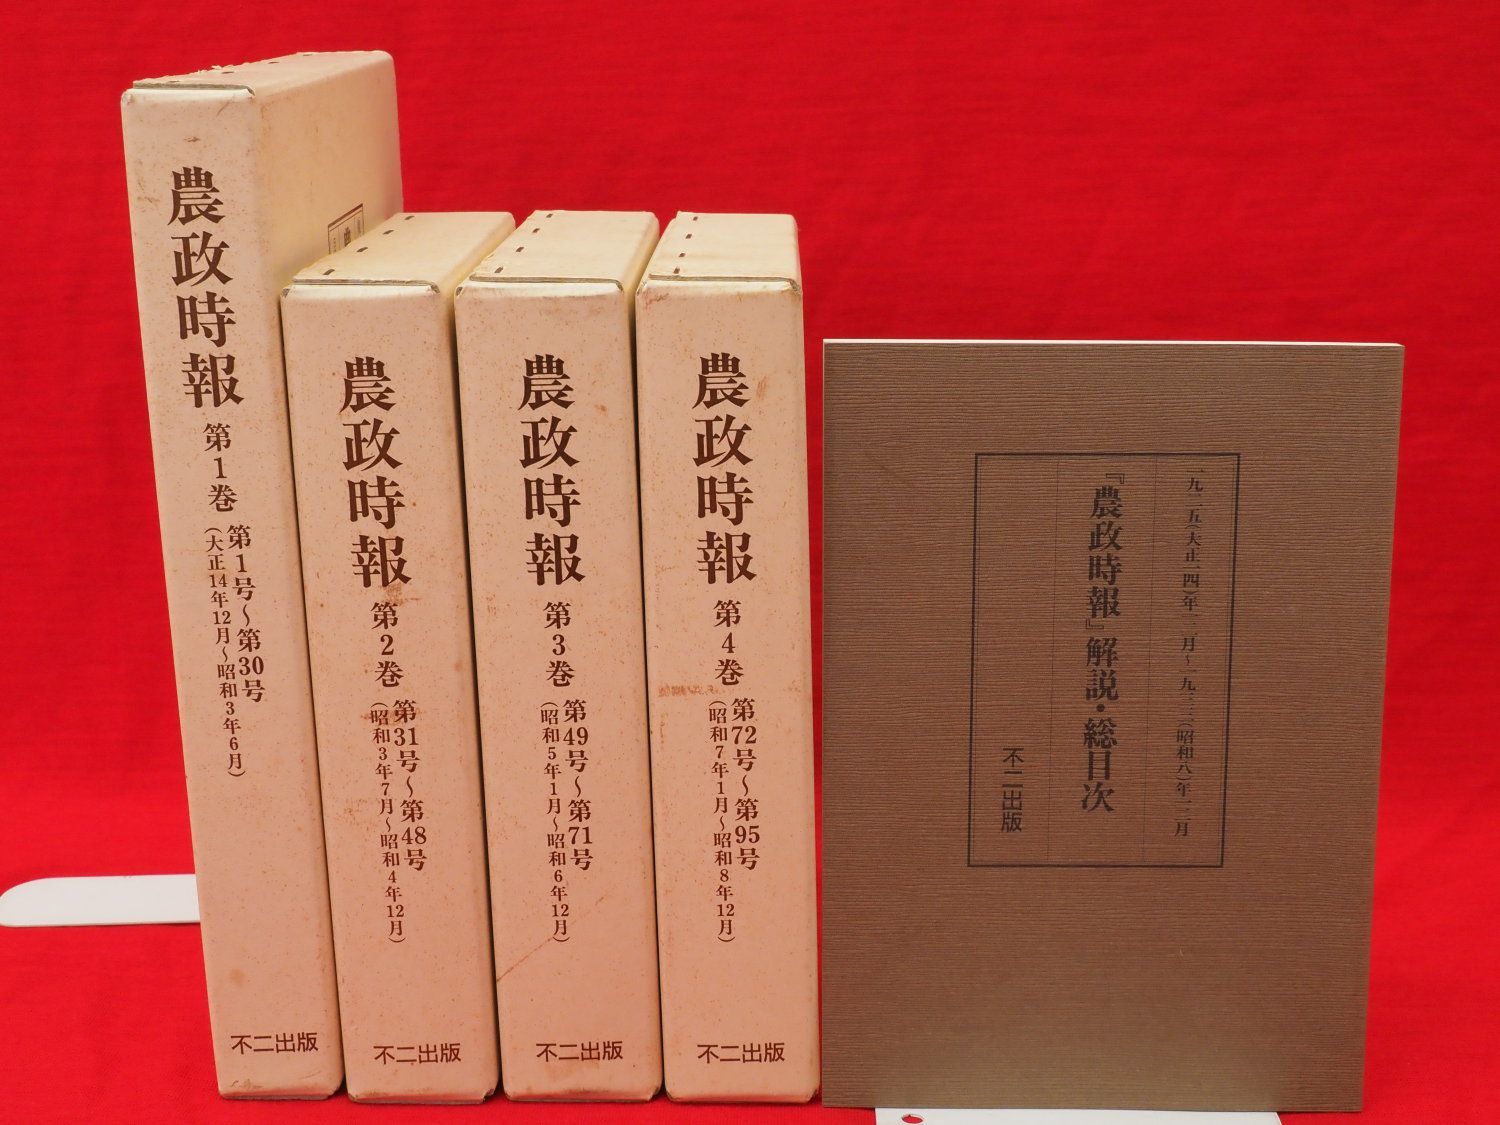 農政時報
第1巻
第1号~第30号
(大正14年12月~昭和3年6月)
不二出版
農政時報
第2巻
第31号~第48号
(昭和3年7月~昭和4年12月)
不二出版
農政時報
第3巻
第49号~第71号
(昭和5年1月~昭和6年12月)
不二出版
農政時報
第4巻
第72号~第95号
(昭和7年1月~昭和8年12月)
不二出版
一九二五(大正一四)年一二月~一九三三(昭和八)年一二月
『農政時報』解説・総目次
不二出版